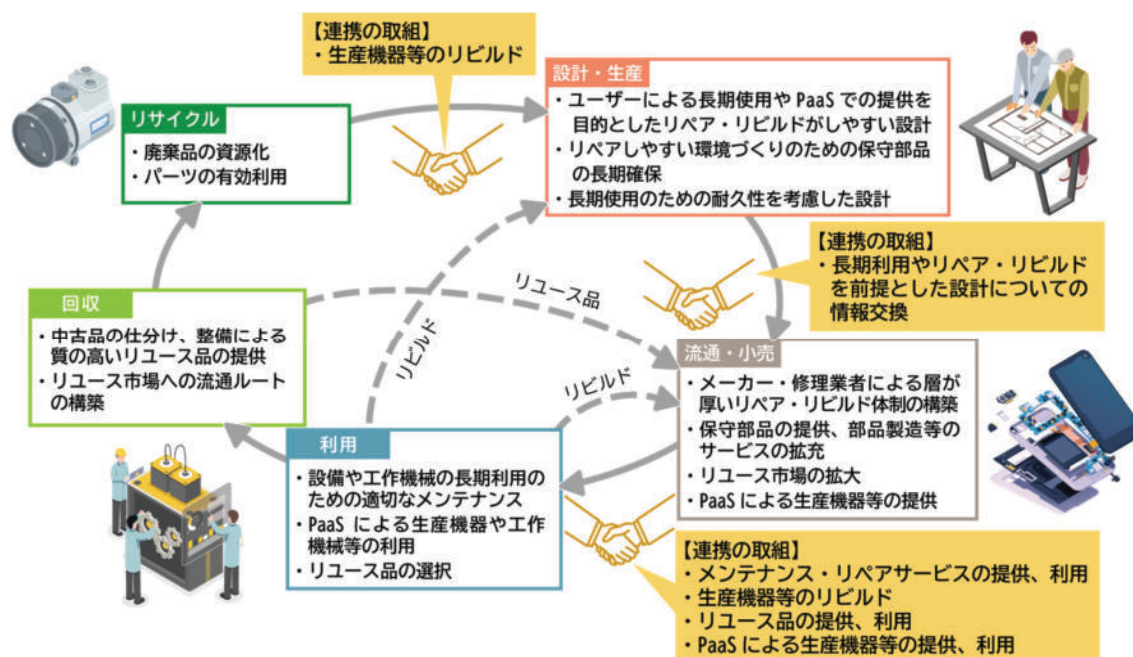 【連携の取組】
・生産機器等のリビルド
設計・生産
・ユーザーによる長期使用やPaaSでの提供を
目的としたリペア・リビルドがしやすい設計
・リペアしやすい環境づくりのための保守部品
の長期確保
・長期使用のための耐久性を考慮した設計
リサイクル
・廃棄品の資源化
・パーツの有効利用
【連携の取組】
・長期利用やリペア・リビルド
を前提とした設計についての
情報交換
リユース品
リビルド
リビルド
回収
・中古品の仕分け、整備による
質の高いリユース品の提供
・リユース市場への流通ルート
の構築
流通・小売
・メーカー・修理業者による層が
厚いリペア・リビルド体制の構築
・保守部品の提供、部品製造等の
サービスの拡充
・リユース市場の拡大
・PaaSによる生産機器等の提供
利用
・設備や工作機械の長期利用の
ための適切なメンテナンス
・PaaSによる生産機器や工作
機械等の利用
・リユース品の選択
【連携の取組】
・メンテナンス・リペアサービスの提供、利用
・生産機器等のリビルド
・リユース品の提供、利用
・PaaSによる生産機器等の提供、利用